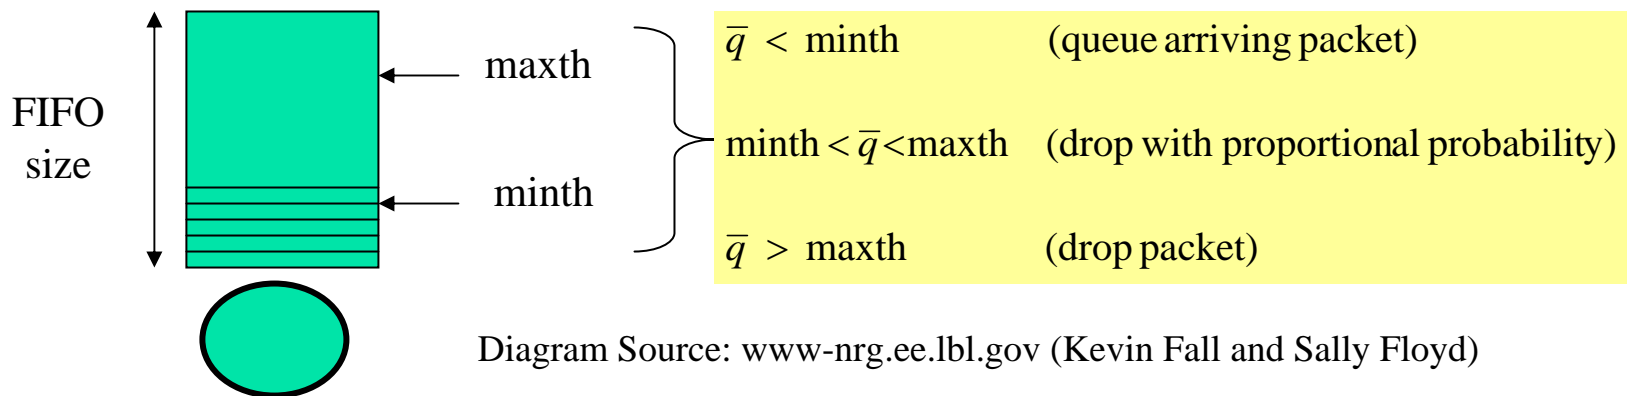 FIFO
size
maxth
minth
q̅ < minth (queue arriving packet)
minth < q̅ <maxth (drop with proportional probability)
q̅ > maxth (drop packet)
Diagram Source: www-nrg.ee.lbl.gov (Kevin Fall and Sally Floyd)